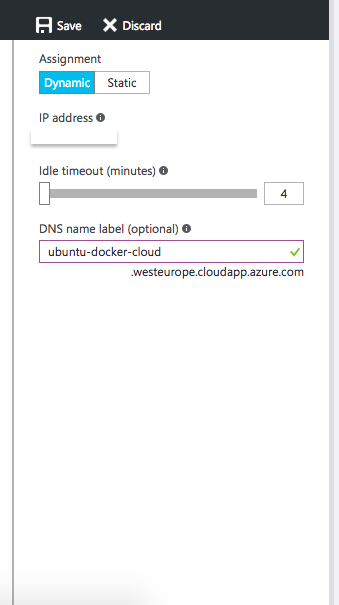 Save Discard
Assignment
Dynamic Static
IP address
Idle timeout (minutes)
4
DNS name label (optional)
ubuntu-docker-cloud
.westeurope.cloudapp.azure.com